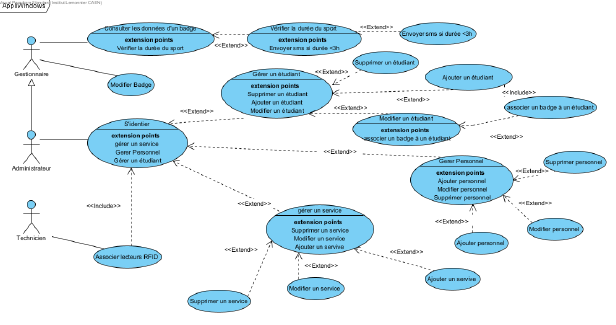 AppliWindows
Consulter les données d'un badge
extension points
Vérifier la durée du sport
<<Extend>>
Vérifier la durée du sport
extension points
Envoyer sms si durée <3h
<<Extend>>
Envoyer sms si durée <3h
Gestionnaire
Modifier Badge
Gérer un étudiant
extension points
Supprimer un étudiant
Ajouter un étudiant
Modifier un étudiant
<<Extend>>
Supprimer un étudiant
<<Extend>>
Ajouter un étudiant
<<Include>>
associer un badge à un étudiant
<<Extend>>
Modifier un étudiant
extension points
associer un badge à un étudiant
<<Extend>>
<<Extend>>
S'identier
extension points
gérer un service
Gerer Personnel
Gérer un étudiant
Administrateur
<<Extend>>
Gerer Personnel
extension points
Ajouter personnel
Modifier personnel
Supprimer personnel
<<Extend>>
Supprimer personnel
<<Extend>>
Modifier personnel
<<Extend>>
Ajouter personnel
<<Include>>
<<Extend>>
Technicien
Associer lecteurs RFID
gérer un service
extension points
Supprimer un service
Modifier un service
Ajouter un servive
<<Extend>>
Supprimer un service
<<Extend>>
Modifier un service
<<Extend>>
Ajouter un servive